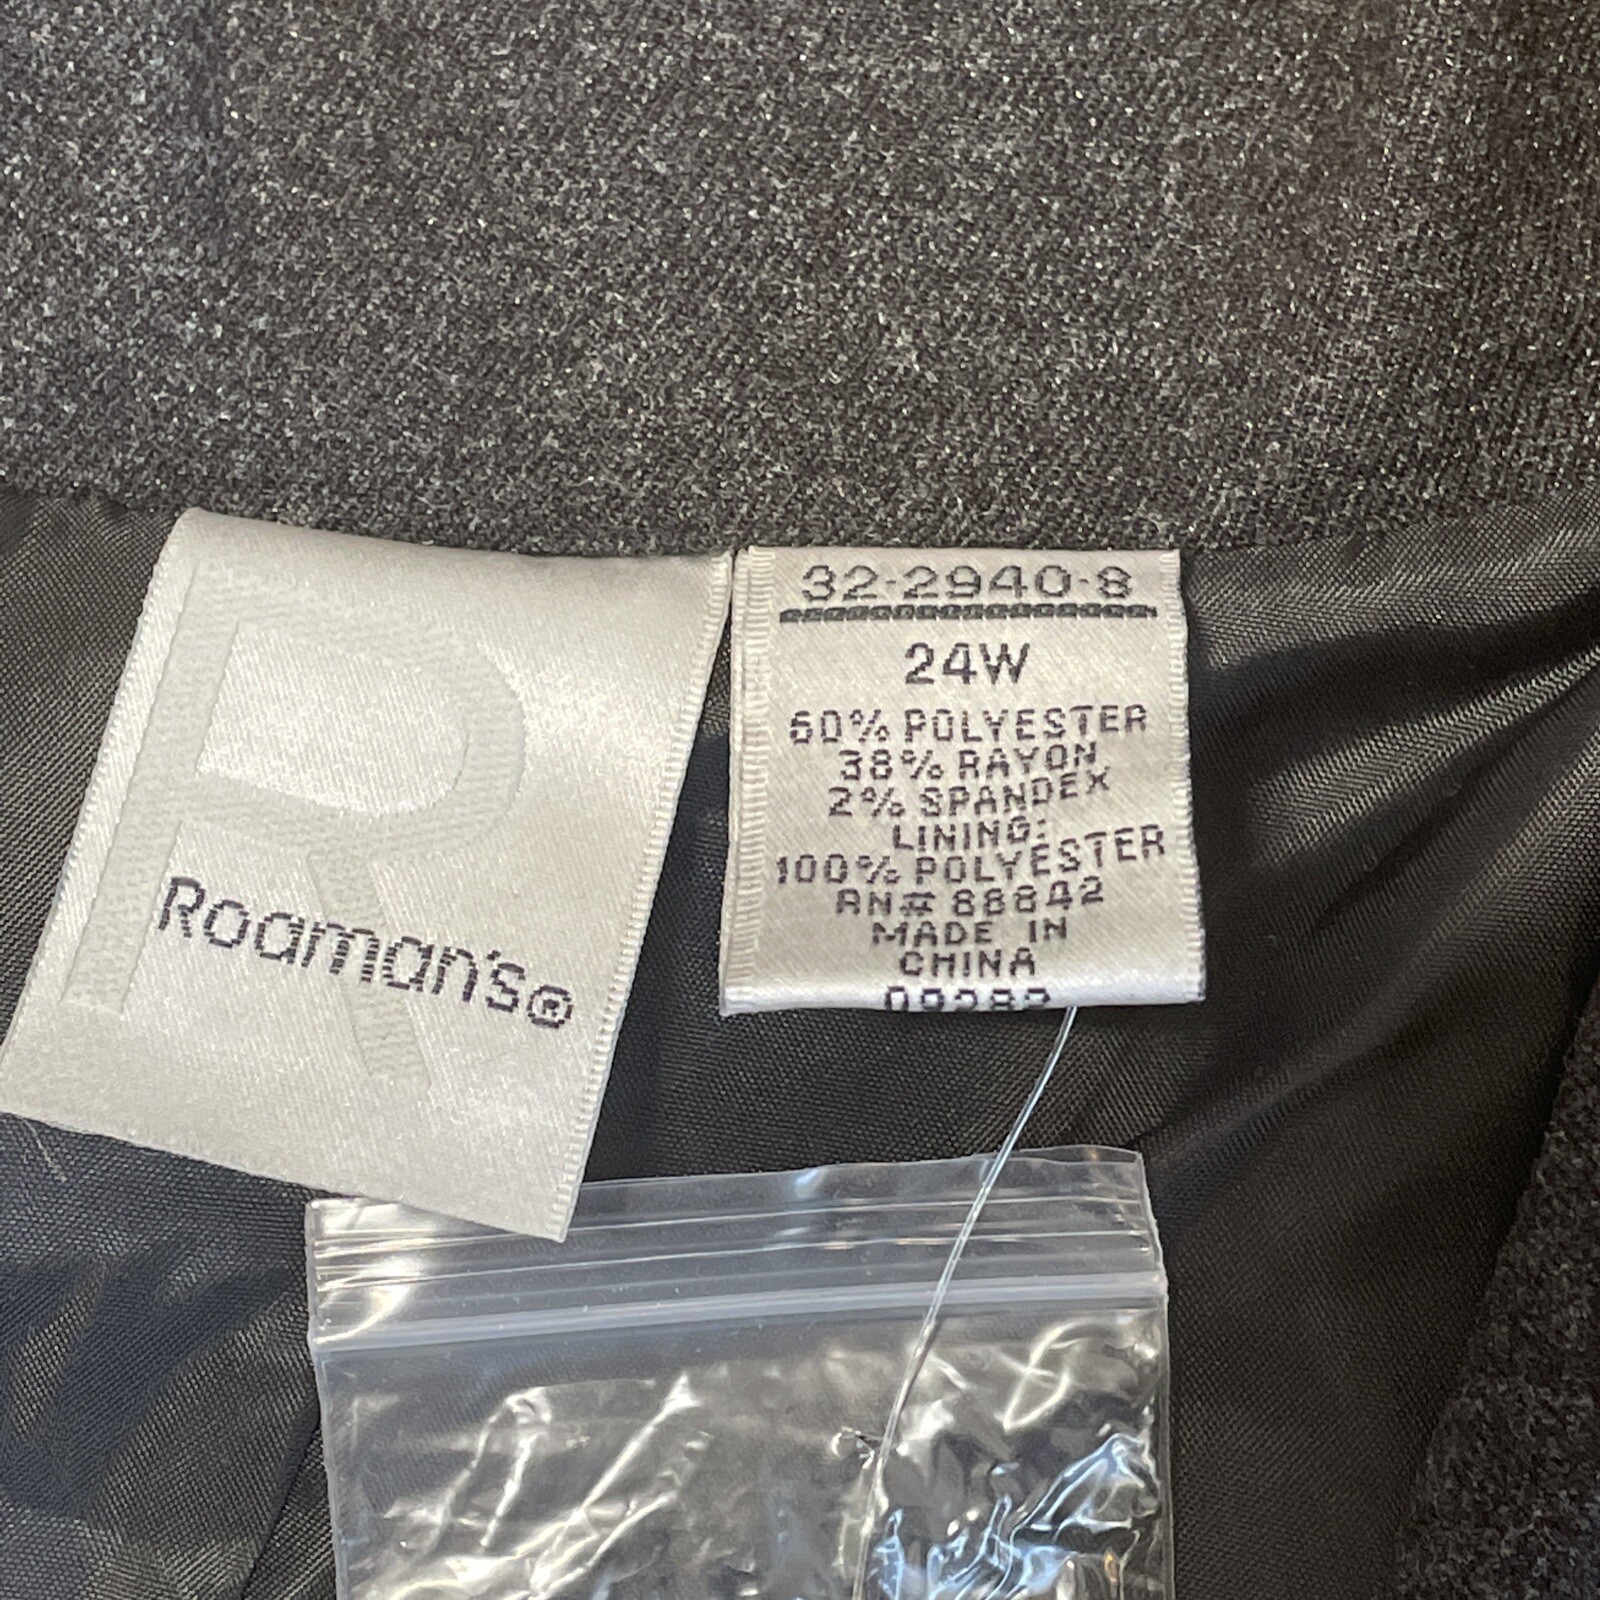 R
Roaman's®
32-2940-8
24W
60% POLYESTER
38% RAYON
2% SPANDEX
LINING:
100% POLYESTER
RN# 88842
MADE IN
CHINA